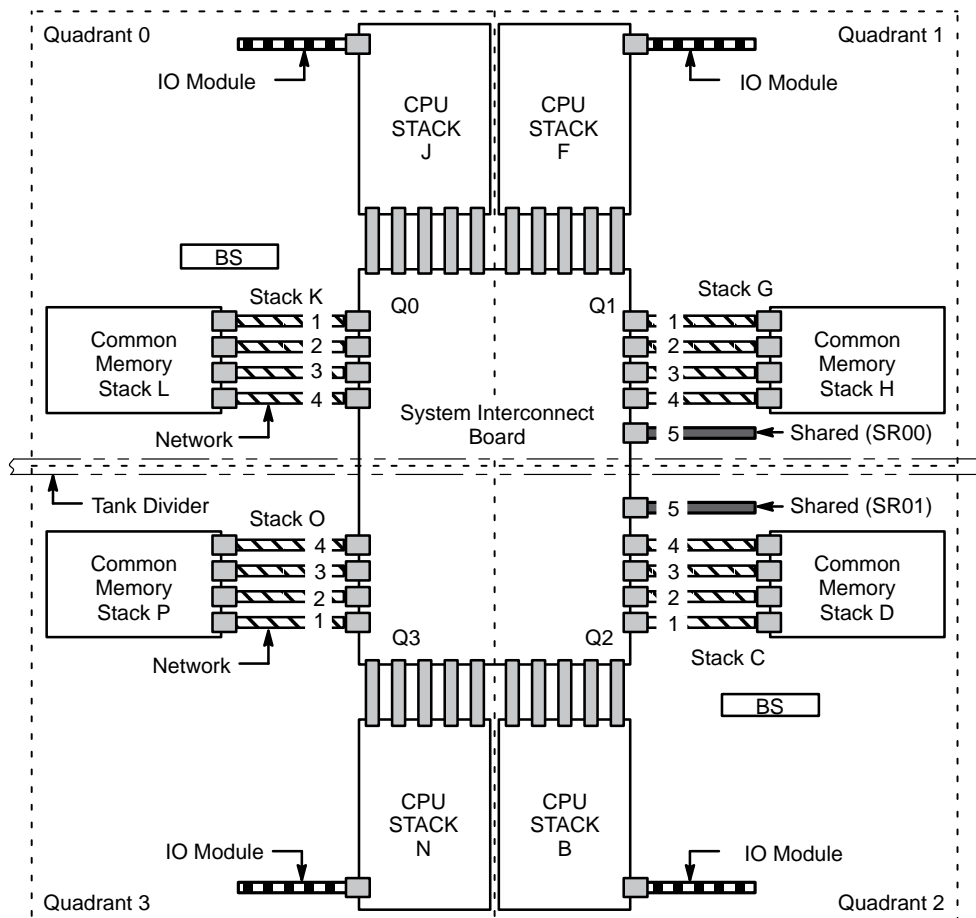 Quadrant 0
Quadrant 1
IO Module
IO Module
CPU
STACK
J
CPU
STACK
F
BS
Stack K
Q0
Q1
Stack G
Common
Memory
Stack L
1
2
3
4
1
2
3
4
Common
Memory
Stack H
Network
System Interconnect
Board
5
Shared (SR00)
Tank Divider
5
Shared (SR01)
Stack O
Common
Memory
Stack P
4
3
2
1
4
3
2
1
Common
Memory
Stack D
Network
Q3
Q2
Stack C
BS
CPU
STACK
N
CPU
STACK
B
IO Module
IO Module
Quadrant 3
Quadrant 2